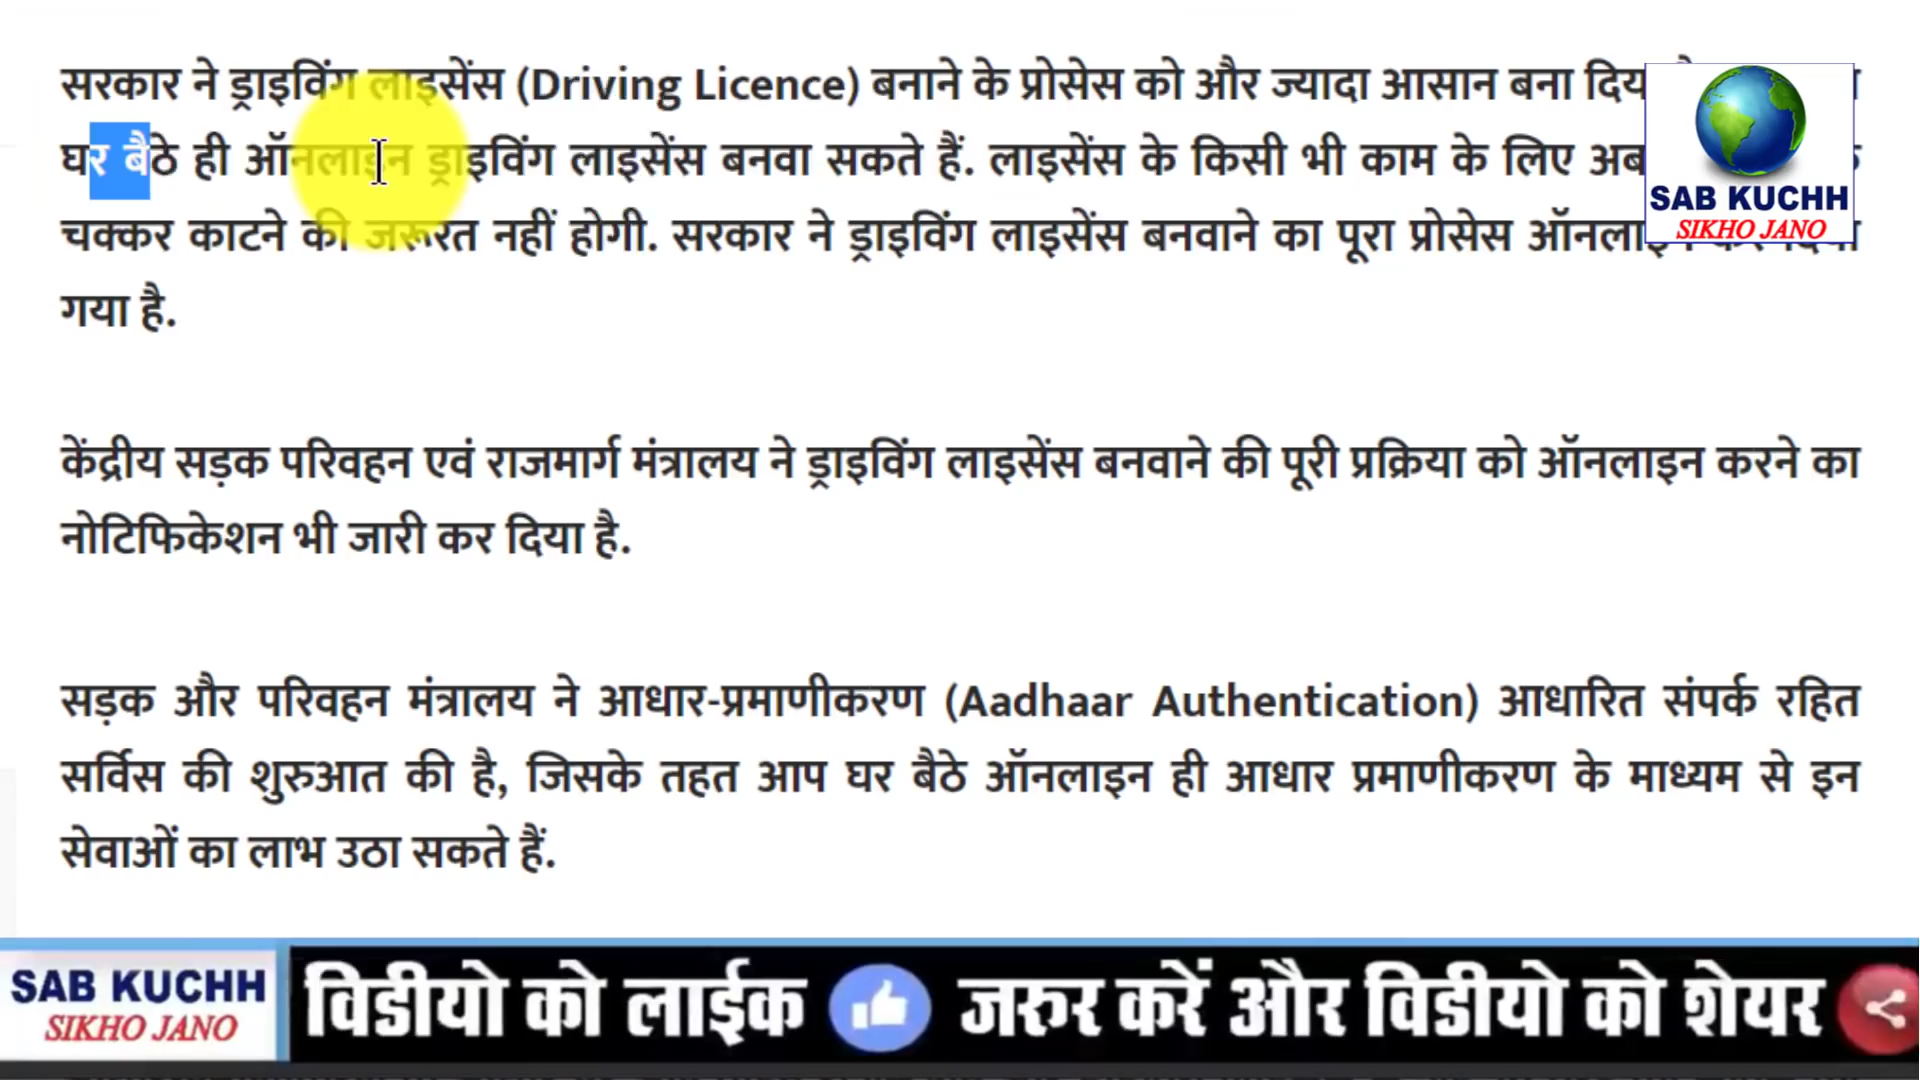 सरकार ने ड्राइविंग लाइसेंस (Driving Licence) बनाने के प्रोसेस को और ज्यादा आसान बना
घर बैठे ही ऑनलाइन ड्राइविंग लाइसेंस बनवा सकते हैं. लाइसेंस के किसी भी काम के लिए अब
चक्कर काटने की जरूरत नहीं होगी. सरकार ने ड्राइविंग लाइसेंस बनवाने का पूरा प्रोसेस
गया है.
SAB KUCHH
SIKHO JANO
केंद्रीय सड़क परिवहन एवं राजमार्ग मंत्रालय ने ड्राइविंग लाइसेंस बनवाने की पूरी प्रक्रिया को ऑनलाइन करने का
नोटिफिकेशन भी जारी कर दिया है.
सड़क और परिवहन मंत्रालय ने आधार-प्रमाणीकरण (Aadhaar Authentication) आधारित संपर्क रहित
सर्विस की शुरुआत की है, जिसके तहत आप घर बैठे ऑनलाइन ही आधार प्रमाणीकरण के माध्यम से इन
सेवाओं का लाभ उठा सकते हैं.
SAB KUCHH
SIKHO JANO
विडीयो को लाईक जरुर करें और विडीयो को शेयर